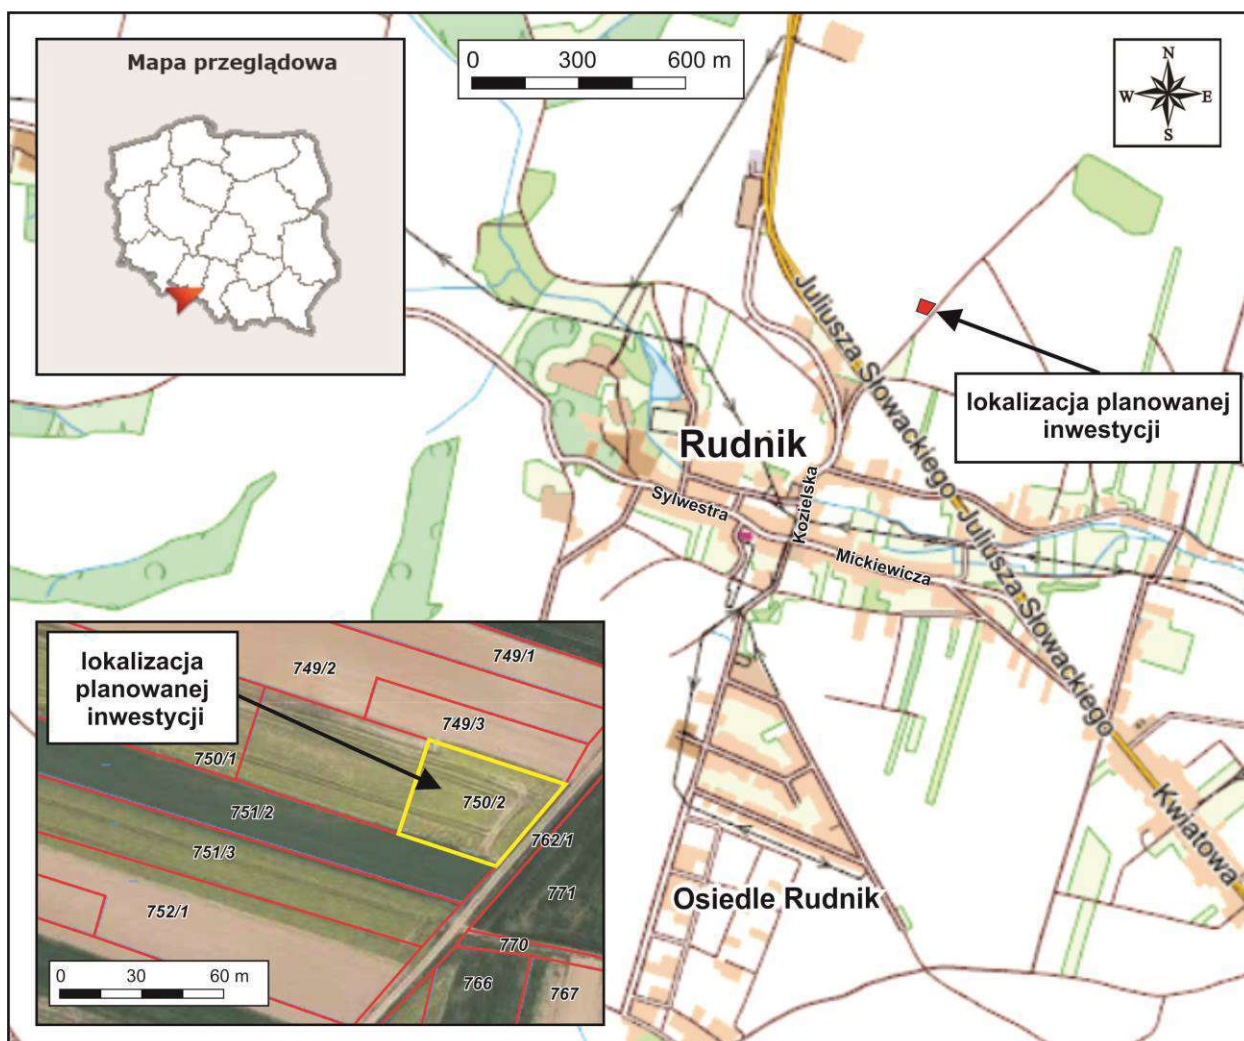 Mapa przeglądowa
0 300 600 m
N
W E
S
lokalizacja planowanej
inwestycji
Juliusza Słowackiego
Juliusza Słowackiego
Kwiatowa
Rudnik
Sylwestra
Kozielska
Mickiewicza
Osiedle Rudnik
lokalizacja
planowanej
inwestycji
749/1
749/2
749/3
750/1
750/2
751/2
762/1
751/3
771
752/1
770
766
767
0 30 60 m